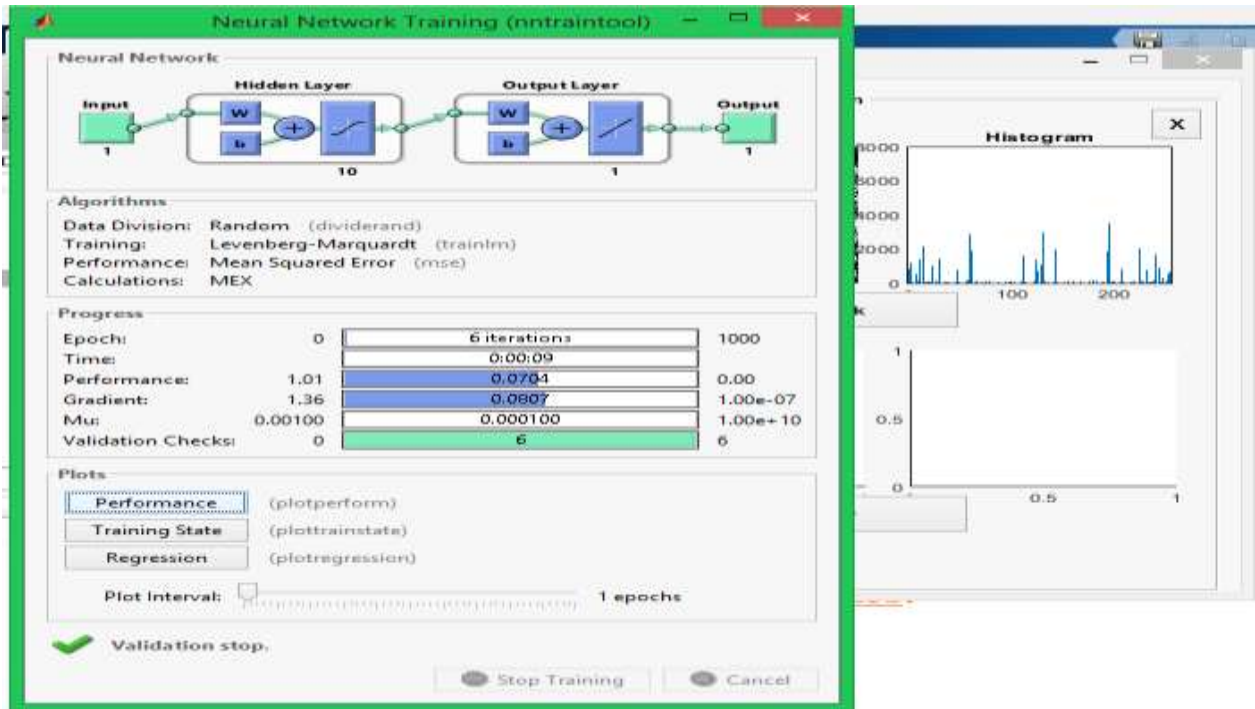 Neural Network Training (nntraintool)
Neural Network
Hidden Layer
Output Layer
Input
W
b
+
W
b
+
Output
1
10
1
1
Algorithms
Data Division: Random (dividerand)
Training: Levenberg-Marquardt (trainlm)
Performance: Mean Squared Error (mse)
Calculations: MEX
Progress
Epoch: 0 6 iterations 1000
Time: 0:00:09
Performance: 1.01 0.0704 0.00
Gradient: 1.36 0.0807 1.00e-07
Mu: 0.00100 0.000100 1.00e+10
Validation Checks: 0 6 6
Plots
Performance (plotperform)
Training State (plottrainstate)
Regression (plotregression)
Plot Interval: 1 epochs
Validation stop.
Stop Training Cancel
Histogram
X
8000
6000
4000
2000
0
100 200
1
0.5
0
0.5 1